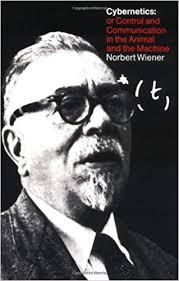 Cybernetics:
or Control and
Communication
in the Animal
and the Machine
Norbert Wiener
*(t,